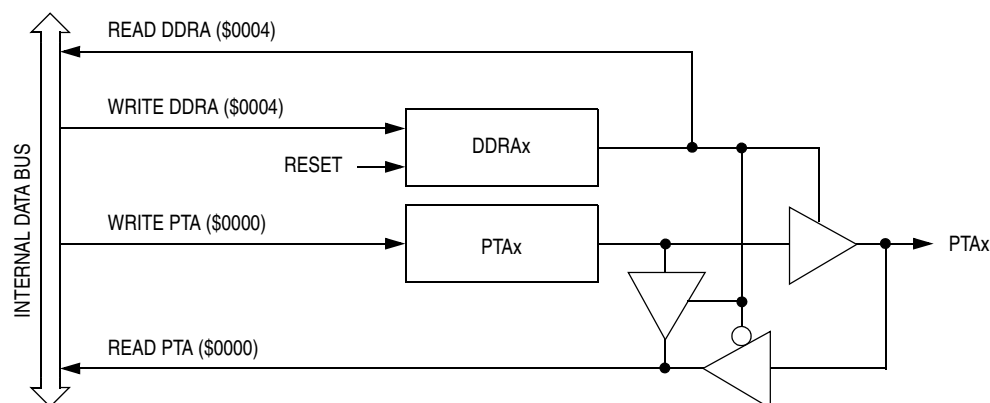 READ DDRA ($0004)
WRITE DDRA ($0004)
DDRAx
RESET
INTERNAL DATA BUS
WRITE PTA ($0000)
PTAx
PTAx
READ PTA ($0000)